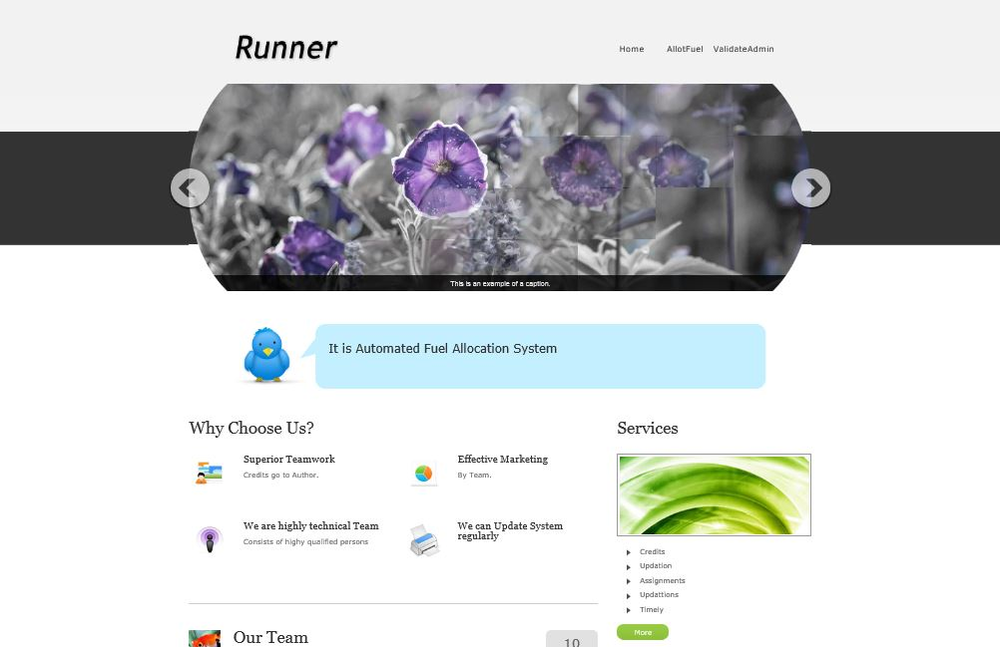 Runner
Home AllotFuel ValidateAdmin
This is an example of a caption.
It is Automated Fuel Allocation System
Why Choose Us?
Superior Teamwork
Credits go to Author.
Effective Marketing
By Team.
We are highly technical Team
Consists of highy qualified persons
We can Update System
regularly
Services
Credits
Updation
Assignments
Updattions
Timely
More
Our Team
10